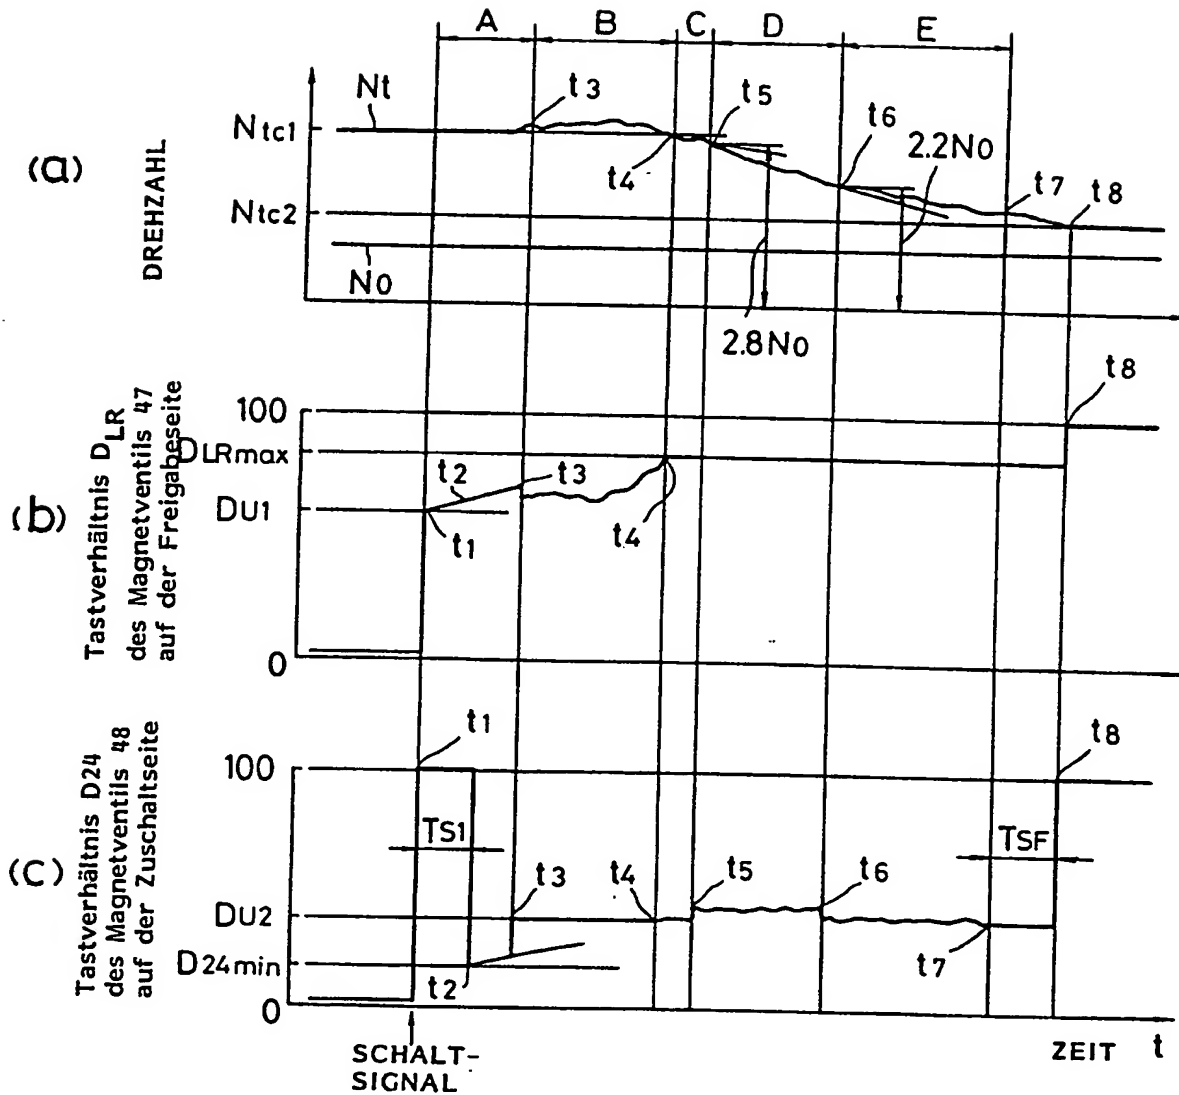 A B C D E
Nt
t3
t5
Ntc1
t6
2.2N0
(a)
t4
t7 t8
DREHZAHL
Ntc2
N0
2.8N0
t8
100
DLRmax
t2 t3
(b)
DU1
t1
t4
Tastverhältnis DLR
des Magnetventils 47
auf der Freigabeseite
0
t1
t8
100
TS1
TSF
(c)
t3 t4 t5 t6
DU2
D24min
t2
t7
Tastverhältnis D24
des Magnetventils 48
auf der Zuschaltseite
0
SCHALT-
SIGNAL
ZEIT t